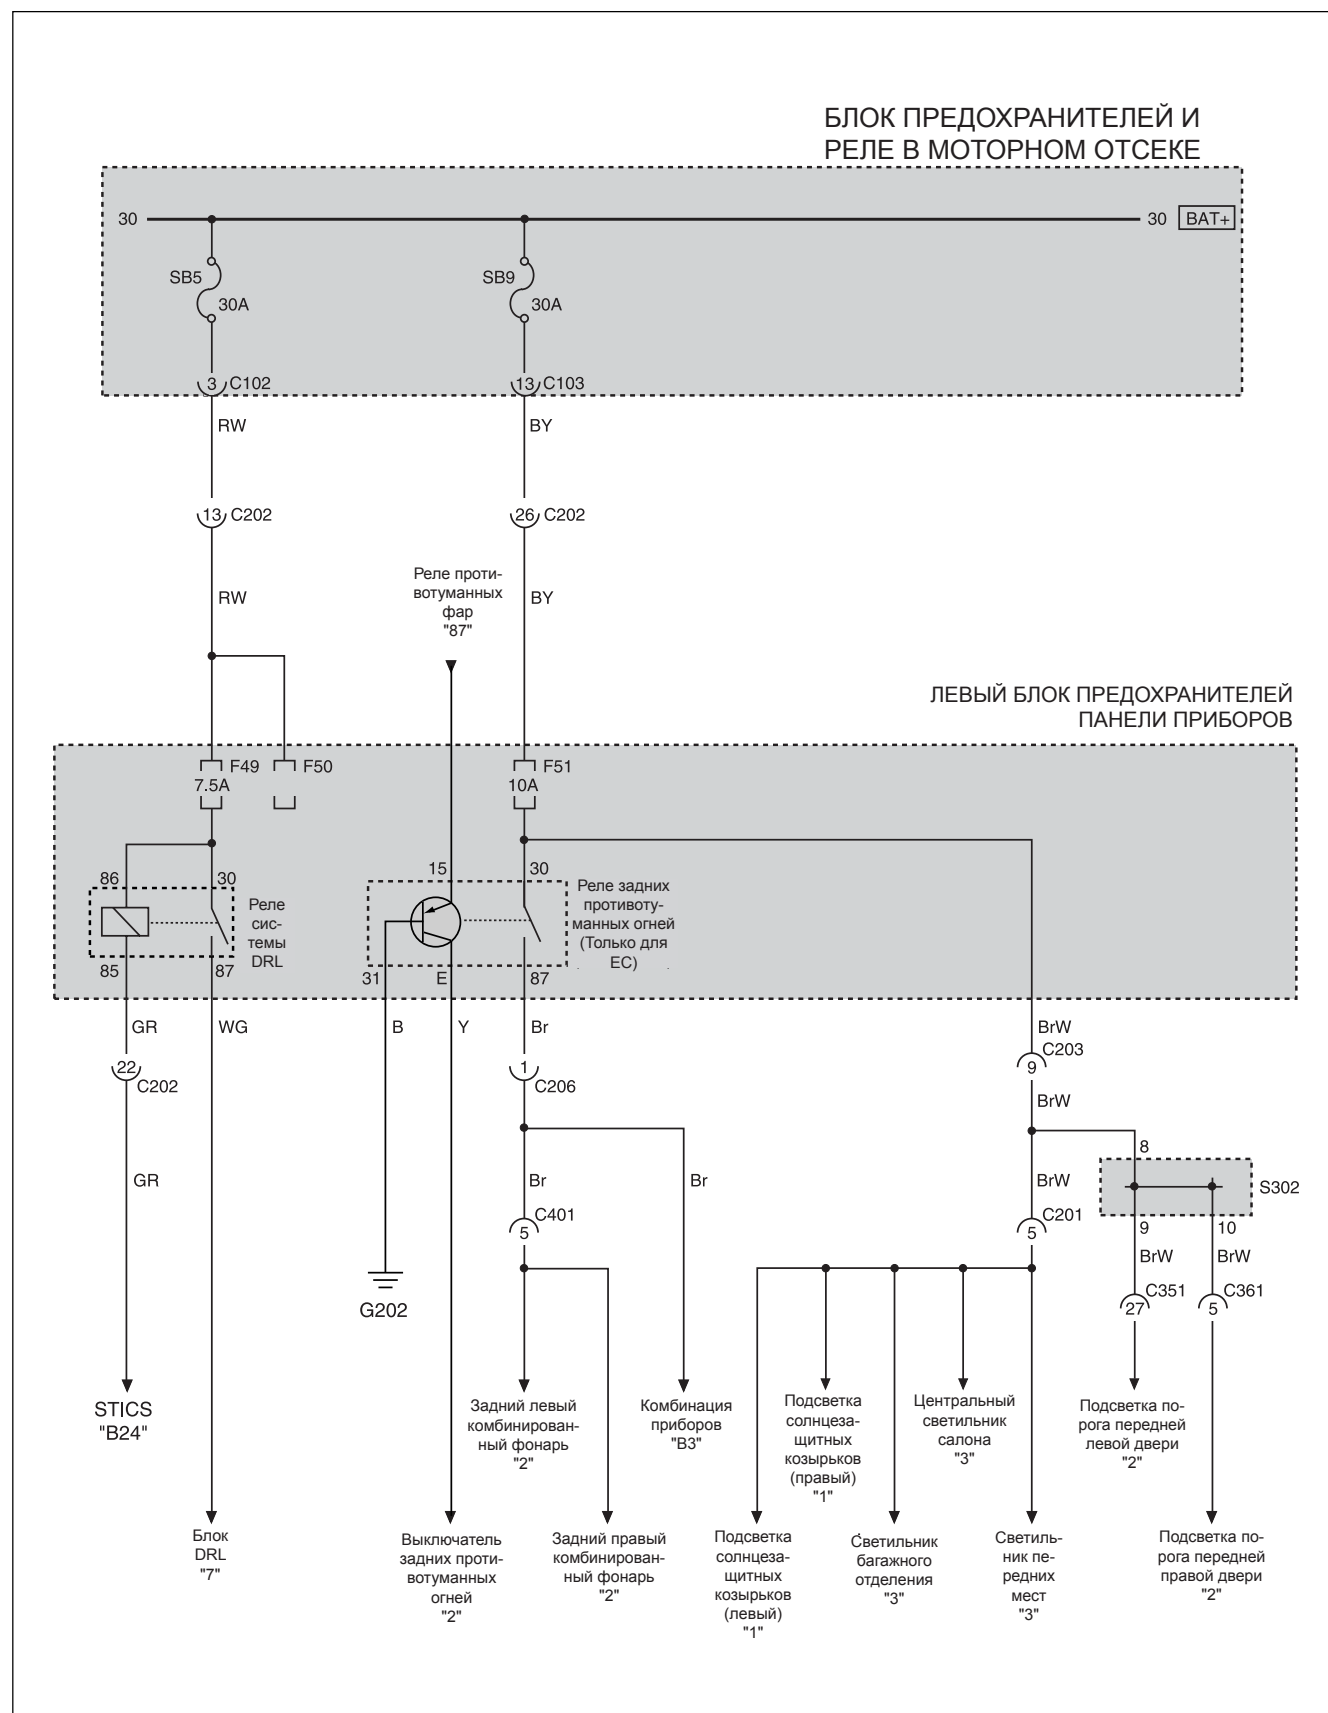 БЛОК ПРЕДОХРАНИТЕЛЕЙ И
РЕЛЕ В МОТОРНОМ ОТСЕКЕ
30
30
BAT+
SB5
30A
SB9
30A
3 C102
13 C103
RW
BY
13 C202
26 C202
RW
BY
Реле проти-
вотуманных
фар
"87"
ЛЕВЫЙ БЛОК ПРЕДОХРАНИТЕЛЕЙ
ПАНЕЛИ ПРИБОРОВ
F49
7.5A
F50
F51
10A
86
30
Реле
сис-
темы
DRL
85
87
15
30
Реле задних
противоту-
манных огней
(Только для
ЕС)
31
E
87
GR
WG
B
Y
Br
BrW
22
C202
1
C206
C203
9
BrW
GR
Br
Br
BrW
8
S302
C401
5
C201
5
9
10
BrW
BrW
C351
27
C361
5
G202
STICS
"B24"
Задний левый
комбинирован-
ный фонарь
"2"
Комбинация
приборов
"B3"
Подсветка
солнцеза-
щитных
козырьков
(правый)
"1"
Центральный
светильник
салона
"3"
Подсветка по-
рога передней
левой двери
"2"
Блок
DRL
"7"
Выключатель
задних проти-
вотуманных
огней
"2"
Задний правый
комбинирован-
ный фонарь
"2"
Подсветка
солнцеза-
щитных
козырьков
(левый)
"1"
Светильник
багажного
отделения
"3"
Светиль-
ник пе-
редних
мест
"3"
Подсветка по-
рога передней
правой двери
"2"